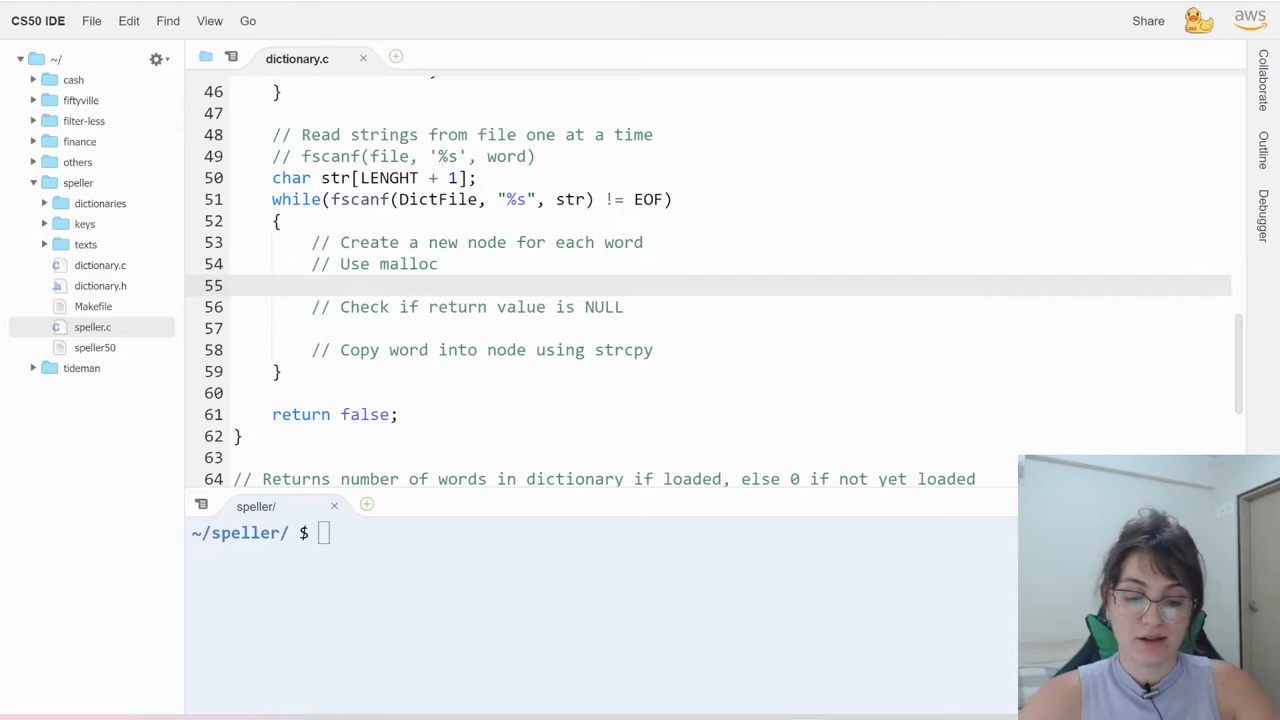 CS50 IDE File Edit Find View Go Share aws
~/
cash
fiftyville
filter-less
finance
others
speller
dictionaries
keys
texts
dictionary.c
dictionary.h
Makefile
speller.c
speller50
tideman
dictionary.c
46 }
47
48 // Read strings from file one at a time
49 // fscanf(file, '%s', word)
50 char str[LENGHT + 1];
51 while(fscanf(DictFile, "%s", str) != EOF)
52 {
53 // Create a new node for each word
54 // Use malloc
55
56 // Check if return value is NULL
57
58 // Copy word into node using strcpy
59 }
60
61 return false;
62 }
63
64 // Returns number of words in dictionary if loaded, else 0 if not yet loaded
speller/
~/speller/ $
Collaborate
Outline
Debugger